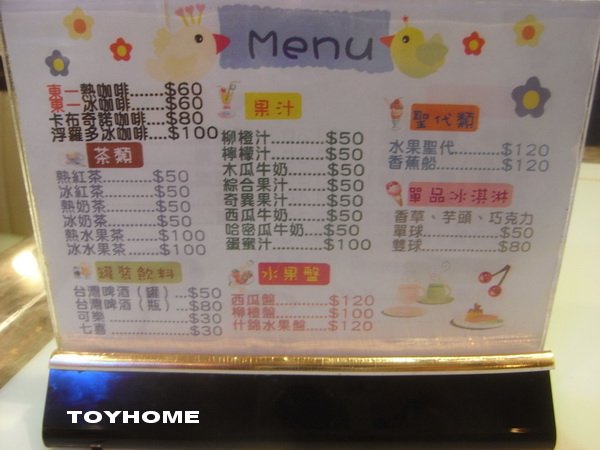 Menu
東一熱咖啡......$60
東一冰咖啡......$60
卡布奇諾咖啡...$80
浮羅多冰咖啡...$100
茶類
熱紅茶..........$50
冰紅茶..........$50
熱奶茶..........$50
冰奶茶..........$50
熱水果茶.......$100
冰水果茶.......$100
罐裝飲料
台灣啤酒（罐）...$50
台灣啤酒（瓶）...$80
可樂....................$30
七喜....................$30
果汁
柳橙汁............$50
檸檬汁............$50
木瓜牛奶.........$50
綜合果汁.........$50
奇異果汁.........$50
西瓜牛奶.........$50
哈密瓜牛奶.....$50
蛋蜜汁............$100
水果盤
西瓜盤..........$120
柳橙盤..........$100
什錦水果盤....$120
聖代類
水果聖代..........$120
香蕉船.............$120
單品冰淇淋
香草、芋頭、巧克力
單球..................$50
雙球..................$80
TOYHOME